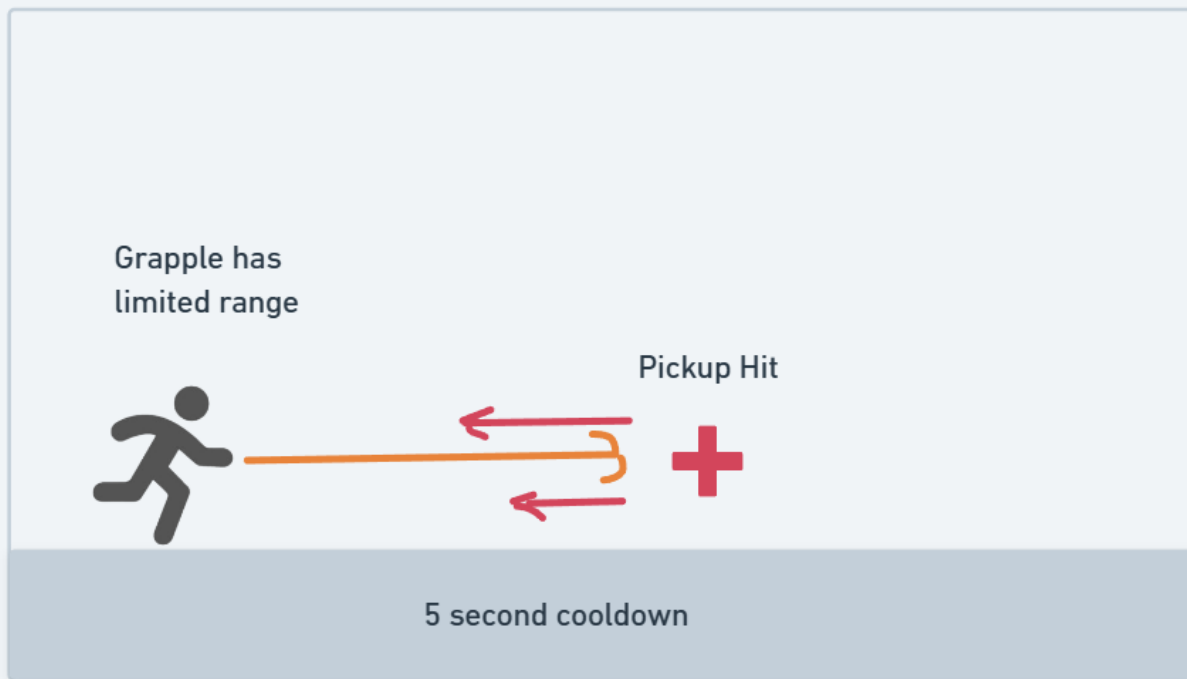 Grapple has
limited range
Pickup Hit
5 second cooldown